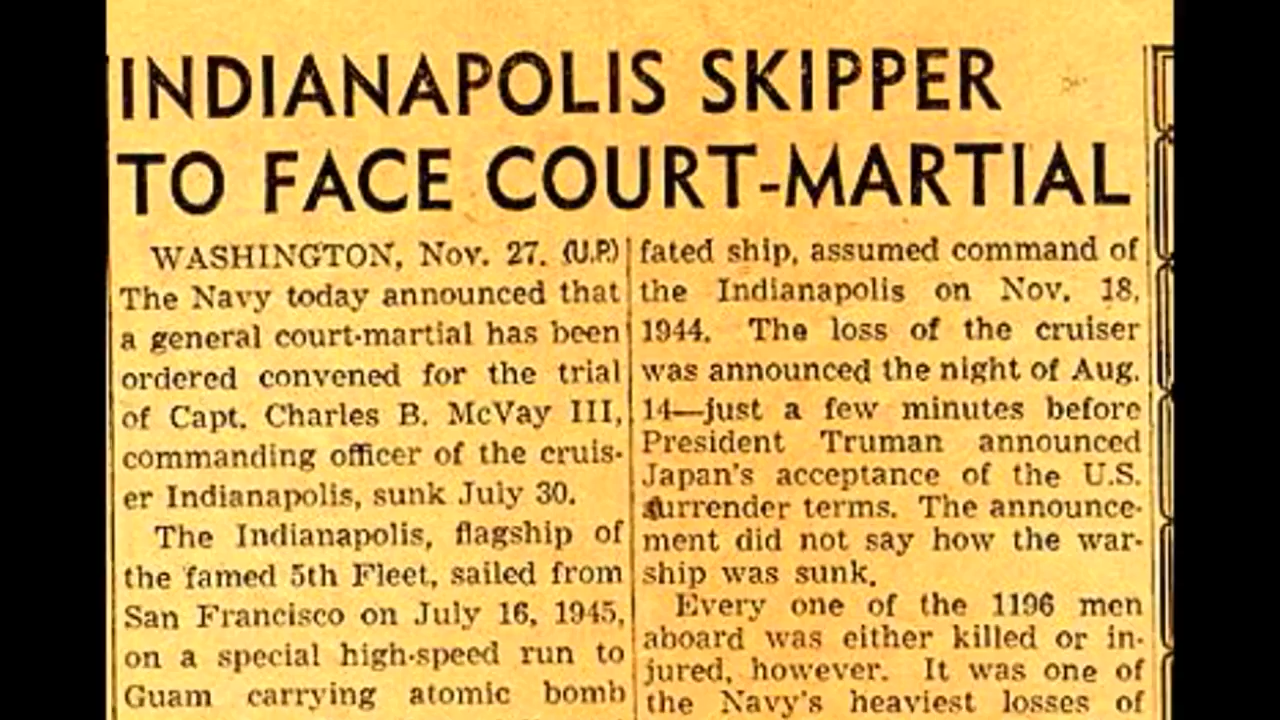 INDIANAPOLIS SKIPPER
TO FACE COURT-MARTIAL
WASHINGTON, Nov. 27. (U.P.)
The Navy today announced that
a general court-martial has been
ordered convened for the trial
of Capt. Charles B. McVay III,
commanding officer of the cruis-
er Indianapolis, sunk July 30.
The Indianapolis, flagship of
the famed 5th Fleet, sailed from
San Francisco on July 16, 1945,
on a special high-speed run to
Guam carrying atomic bomb
fated ship, assumed command of
the Indianapolis on Nov. 18,
1944. The loss of the cruiser
was announced the night of Aug.
14—just a few minutes before
President Truman announced
Japan's acceptance of the U.S.
surrender terms. The announce-
ment did not say how the war-
ship was sunk.
Every one of the 1196 men
aboard was either killed or in-
jured, however. It was one of
the Navy's heaviest losses of